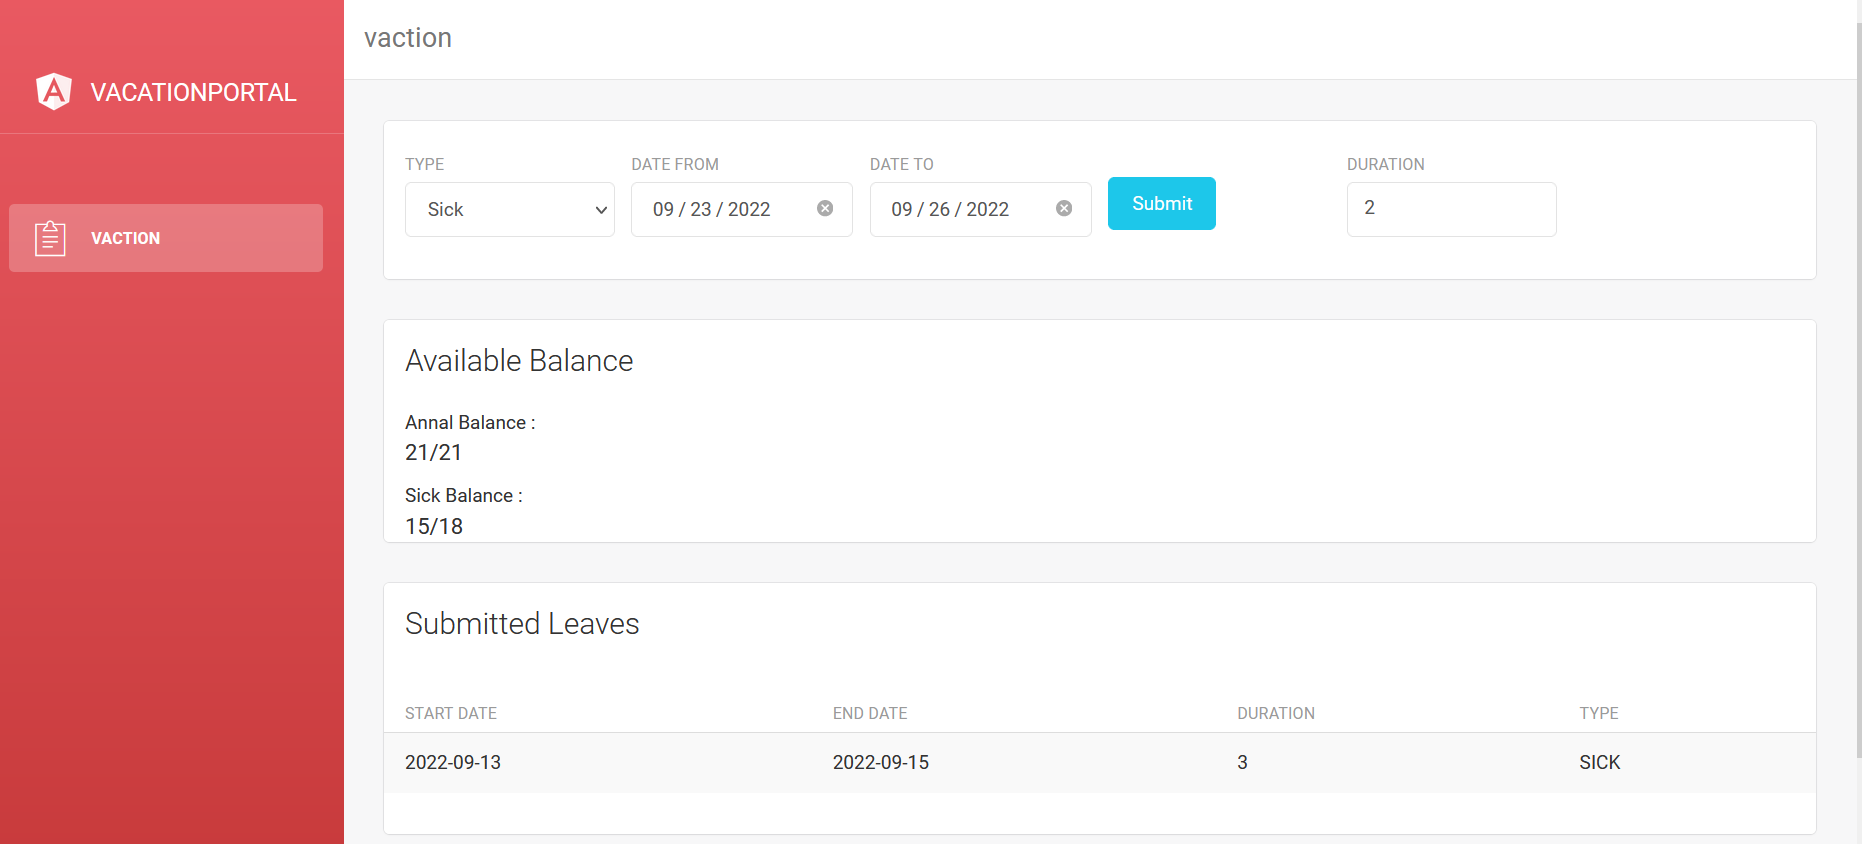 vaction
VACATIONPORTAL
VACTION
TYPE DATE FROM DATE TO DURATION
Sick 09 / 23 / 2022 09 / 26 / 2022 Submit 2
Available Balance
Annal Balance :
21/21
Sick Balance :
15/18
Submitted Leaves
START DATE END DATE DURATION TYPE
2022-09-13 2022-09-15 3 SICK